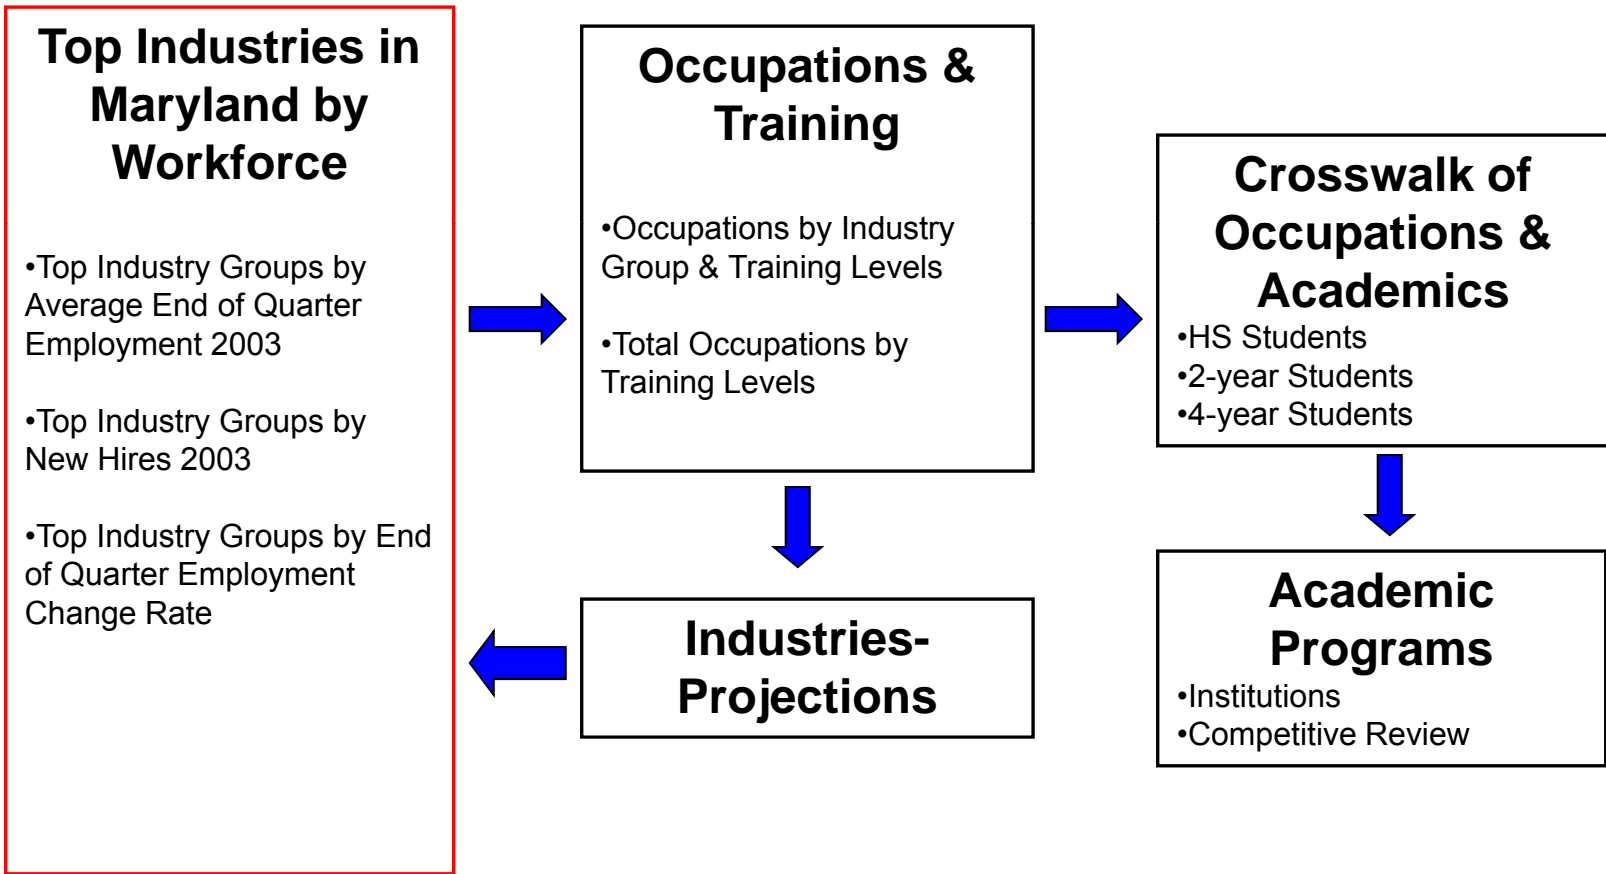 Top Industries in
Maryland by
Workforce
•Top Industry Groups by
Average End of Quarter
Employment 2003
•Top Industry Groups by
New Hires 2003
•Top Industry Groups by End
of Quarter Employment
Change Rate
Occupations &
Training
•Occupations by Industry
Group & Training Levels
•Total Occupations by
Training Levels
Industries-
Projections
Crosswalk of
Occupations &
Academics
•HS Students
•2-year Students
•4-year Students
Academic
Programs
•Institutions
•Competitive Review